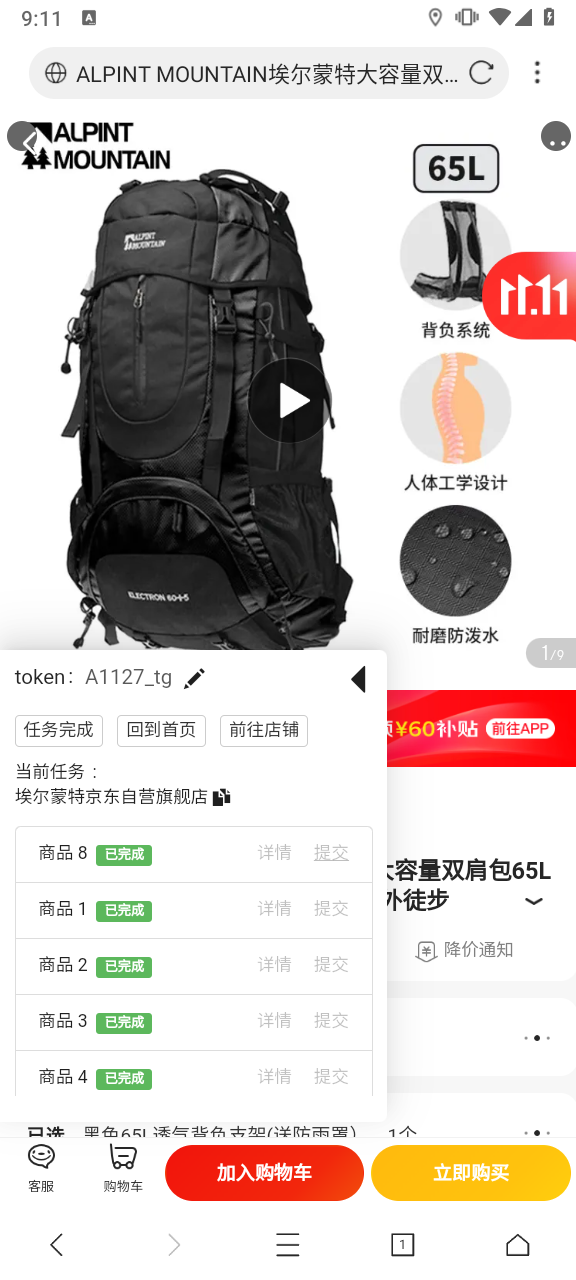 9:11
A
ALPINT MOUNTAIN埃尔蒙特大容量双...
ALPINT
MOUNTAIN
65L
ALPINT
MOUNTAIN
11.11
背负系统
人体工学设计
ELECTRON 60+5
耐磨防泼水
1/9
token： A1127_tg
¥60补贴 前往APP
任务完成 回到首页 前往店铺
当前任务：
埃尔蒙特京东自营旗舰店
商品 8 已完成 详情 提交
大容量双肩包65L
商品 1 已完成 详情 提交
外徒步
降价通知
商品 2 已完成 详情 提交
商品 3 已完成 详情 提交
商品 4 已完成 详情 提交
已选 黑色65L透气背负支架(送防雨罩) 1个
客服 购物车 加入购物车 立即购买
1